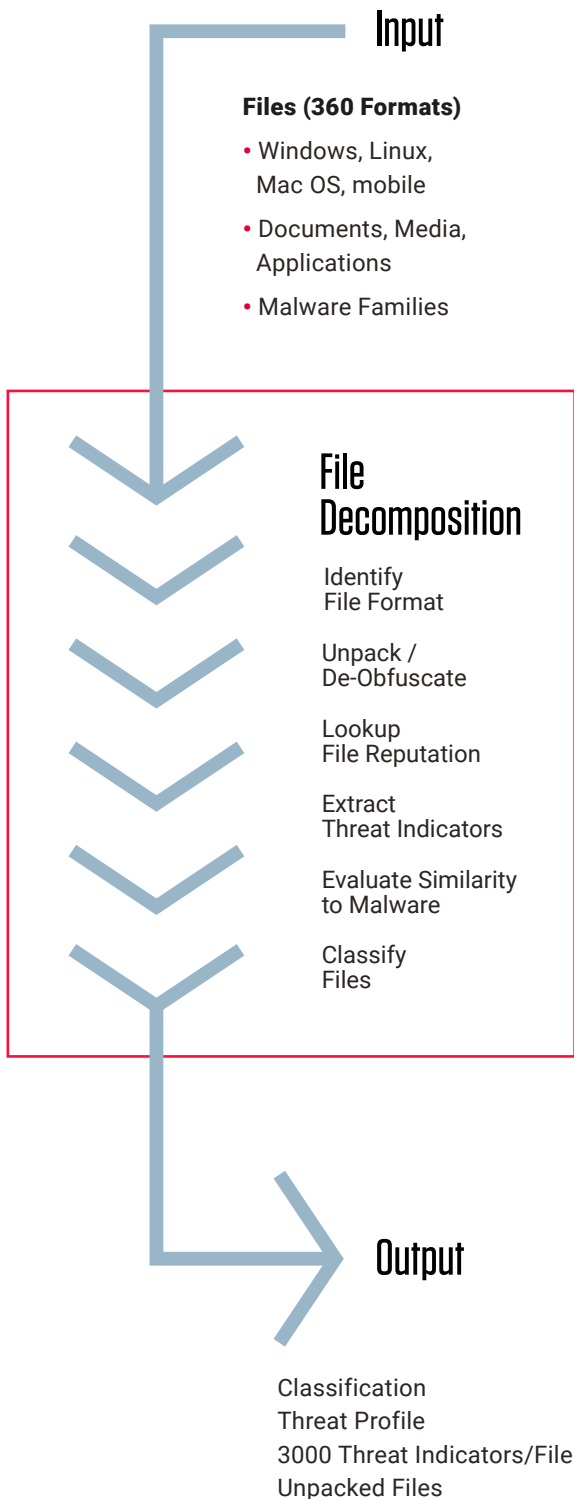 Input
Files (360 Formats)
• Windows, Linux,
Mac OS, mobile
• Documents, Media,
Applications
• Malware Families
File
Decomposition
Identify
File Format
Unpack /
De-Obfuscate
Lookup
File Reputation
Extract
Threat Indicators
Evaluate Similarity
to Malware
Classify
Files
Output
Classification
Threat Profile
3000 Threat Indicators/File
Unpacked Files